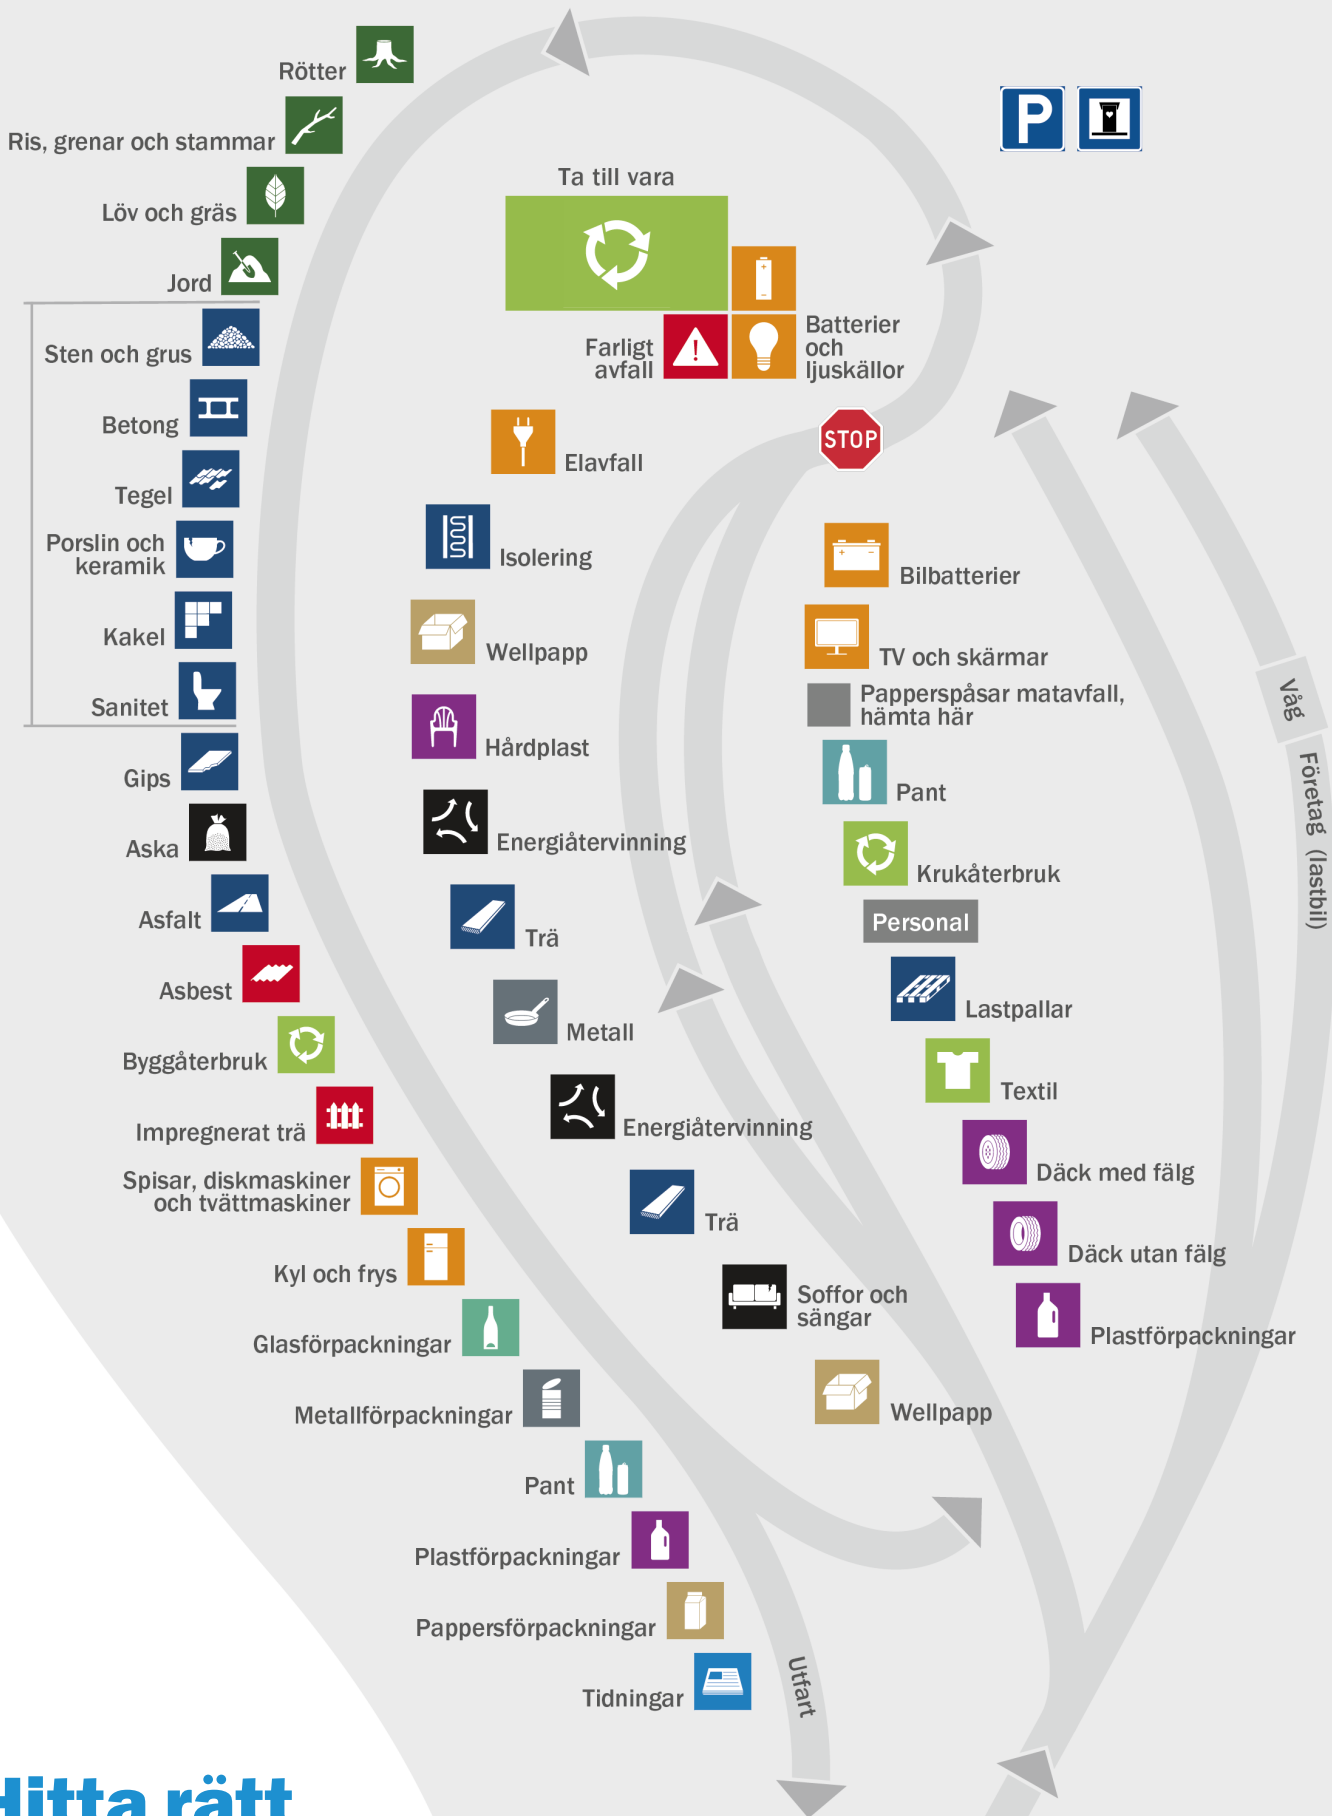 Rötter
Ris, grenar och stammar
Löv och gräs
Jord
Sten och grus
Betong
Tegel
Porslin och
keramik
Kakel
Sanitet
Gips
Aska
Asfalt
Asbest
Byggåterbruk
Impregnerat trä
Spisar, diskmaskiner
och tvättmaskiner
Kyl och frys
Glasförpackningar
Metallförpackningar
Pant
Plastförpackningar
Pappersförpackningar
Tidningar
Ta till vara
Farligt
avfall
Batterier
och
ljuskällor
Elavfall
Isolering
Wellpapp
Hårdplast
Energiåtervinning
Trä
Metall
Energiåtervinning
Trä
Soffor och
sängar
Wellpapp
P
STOP
Bilbatterier
TV och skärmar
Papperspåsar matavfall,
hämta här
Pant
Krukåterbruk
Personal
Lastpallar
Textil
Däck med fälg
Däck utan fälg
Plastförpackningar
Våg
Företag (lastbil)
Utfart
Hitta rätt